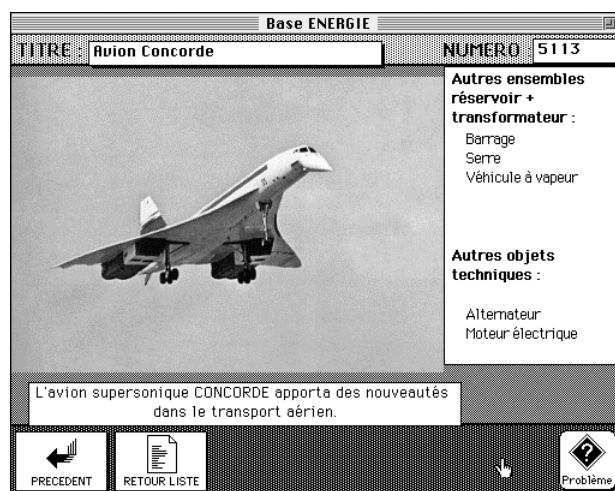 Base ENERGIE
TITRE : Avion Concorde
NUMERO : 5113
Autres ensembles
réservoir +
transformateur :
Barrage
Serre
Véhicule à vapeur
Autres objets
techniques :
Alternateur
Moteur électrique
L'avion supersonique CONCORDE apporta des nouveautés
dans le transport aérien.
PRECEDENT
RETOUR LISTE
Problème